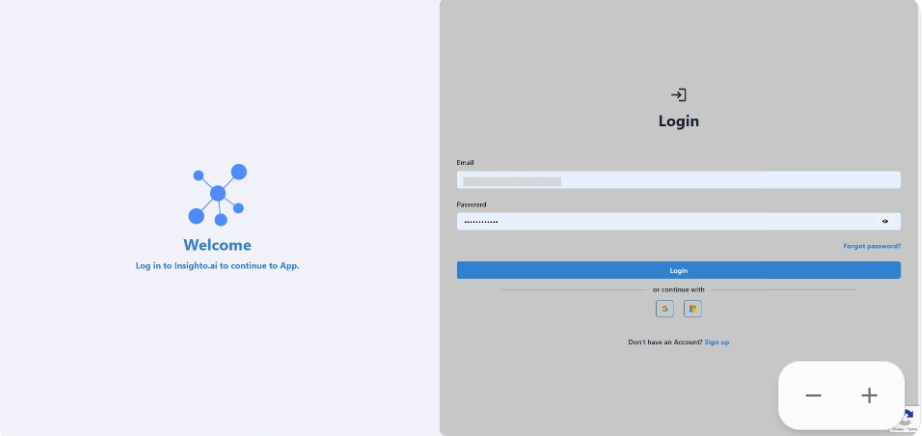 Welcome
Log in to Insighto.ai to continue to App.
Login
Email
Password
Forgot password?
Login
or continue with
Don't have an Account? Sign up